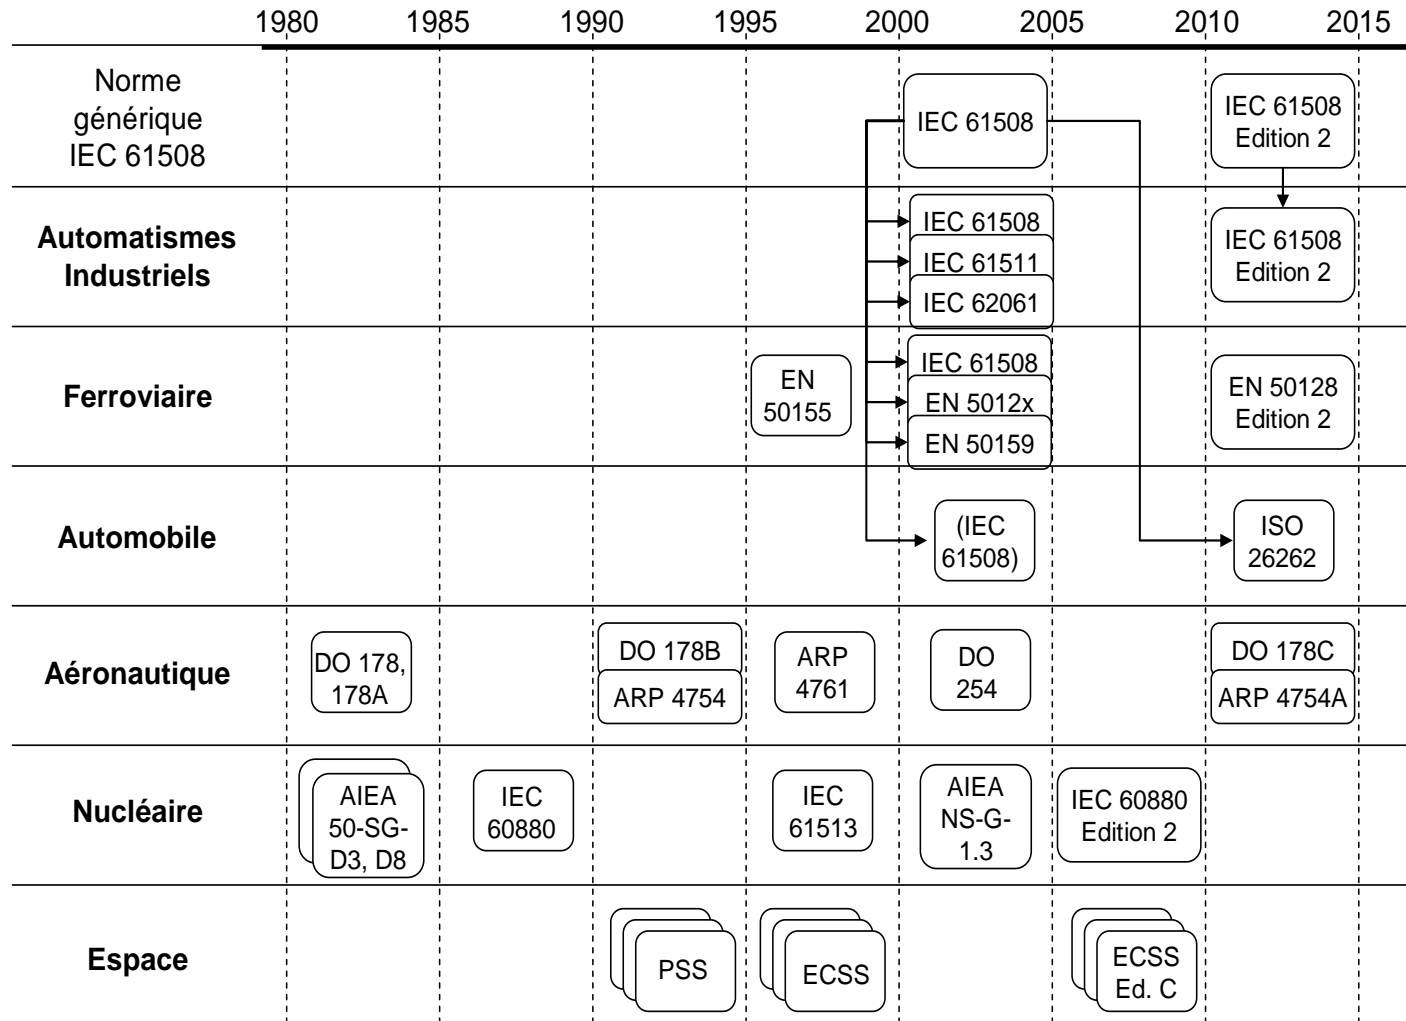 1980 1985 1990 1995 2000 2005 2010 2015
Norme
générique
IEC 61508
IEC 61508
IEC 61508
Edition 2
Automatismes
Industriels
IEC 61508
IEC 61511
IEC 62061
IEC 61508
Edition 2
Ferroviaire
EN
50155
IEC 61508
EN 5012x
EN 50159
EN 50128
Edition 2
Automobile
(IEC
61508)
ISO
26262
Aéronautique
DO 178,
178A
DO 178B
ARP 4754
ARP
4761
DO
254
DO 178C
ARP 4754A
Nucléaire
AIEA
50-SG-
D3, D8
IEC
60880
IEC
61513
AIEA
NS-G-
1.3
IEC 60880
Edition 2
Espace
PSS
ECSS
ECSS
Ed. C